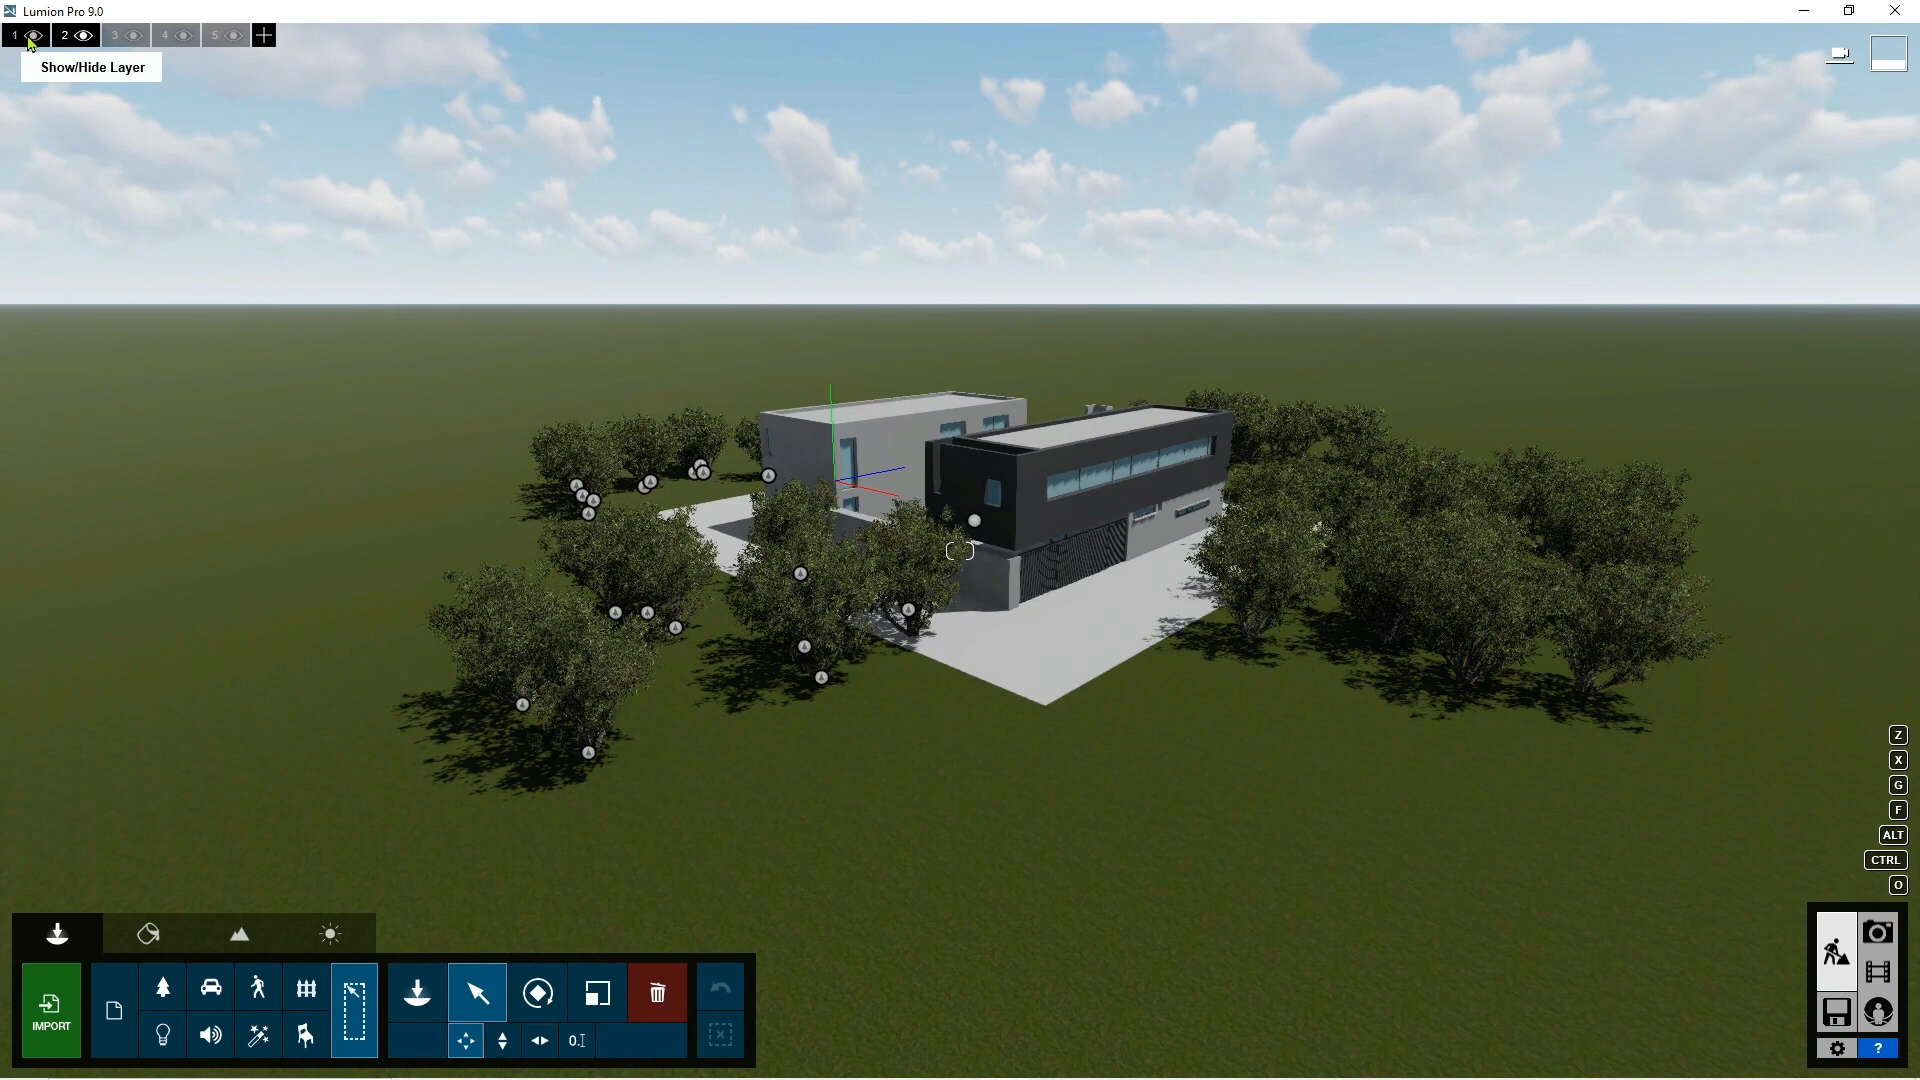 Lumion Pro 9.0
1 2 3 4 5 +
Show/Hide Layer
Z
X
G
F
ALT
CTRL
O
IMPORT
0.
?